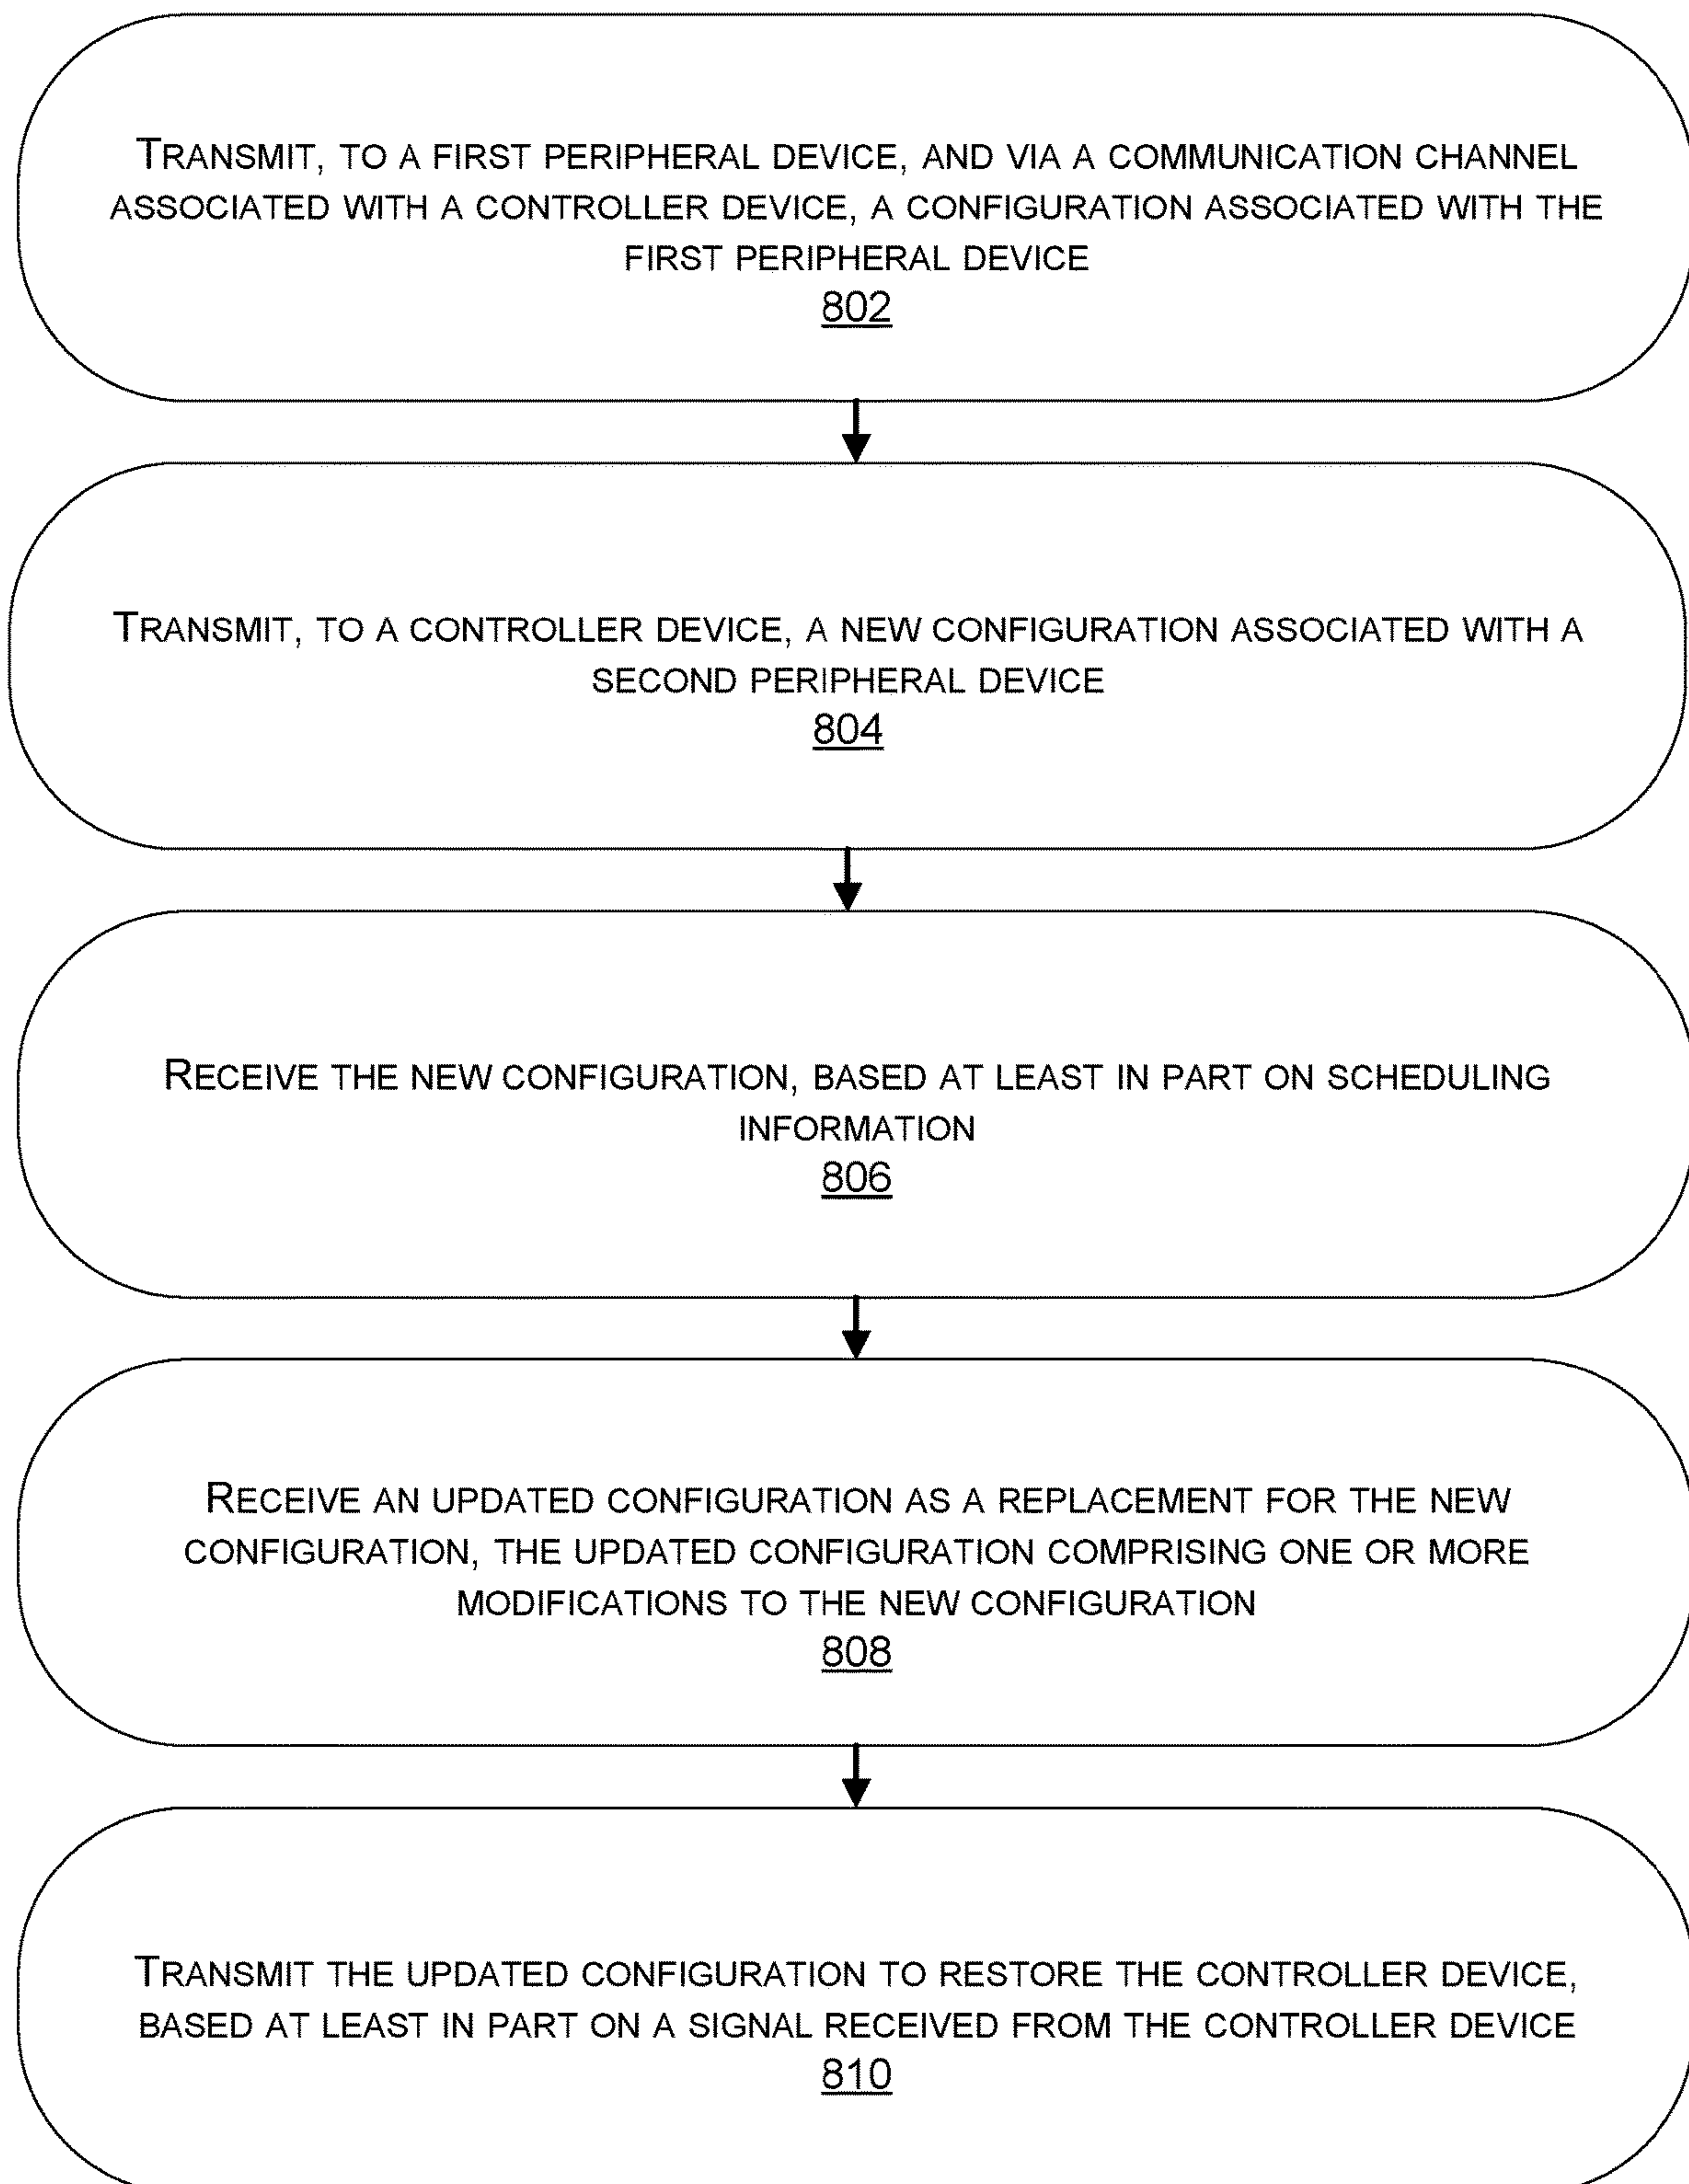 TRANSMIT, TO A FIRST PERIPHERAL DEVICE, AND VIA A COMMUNICATION CHANNEL
ASSOCIATED WITH A CONTROLLER DEVICE, A CONFIGURATION ASSOCIATED WITH THE
FIRST PERIPHERAL DEVICE
802
TRANSMIT, TO A CONTROLLER DEVICE, A NEW CONFIGURATION ASSOCIATED WITH A
SECOND PERIPHERAL DEVICE
804
RECEIVE THE NEW CONFIGURATION, BASED AT LEAST IN PART ON SCHEDULING
INFORMATION
806
RECEIVE AN UPDATED CONFIGURATION AS A REPLACEMENT FOR THE NEW
CONFIGURATION, THE UPDATED CONFIGURATION COMPRISING ONE OR MORE
MODIFICATIONS TO THE NEW CONFIGURATION
808
TRANSMIT THE UPDATED CONFIGURATION TO RESTORE THE CONTROLLER DEVICE,
BASED AT LEAST IN PART ON A SIGNAL RECEIVED FROM THE CONTROLLER DEVICE
810